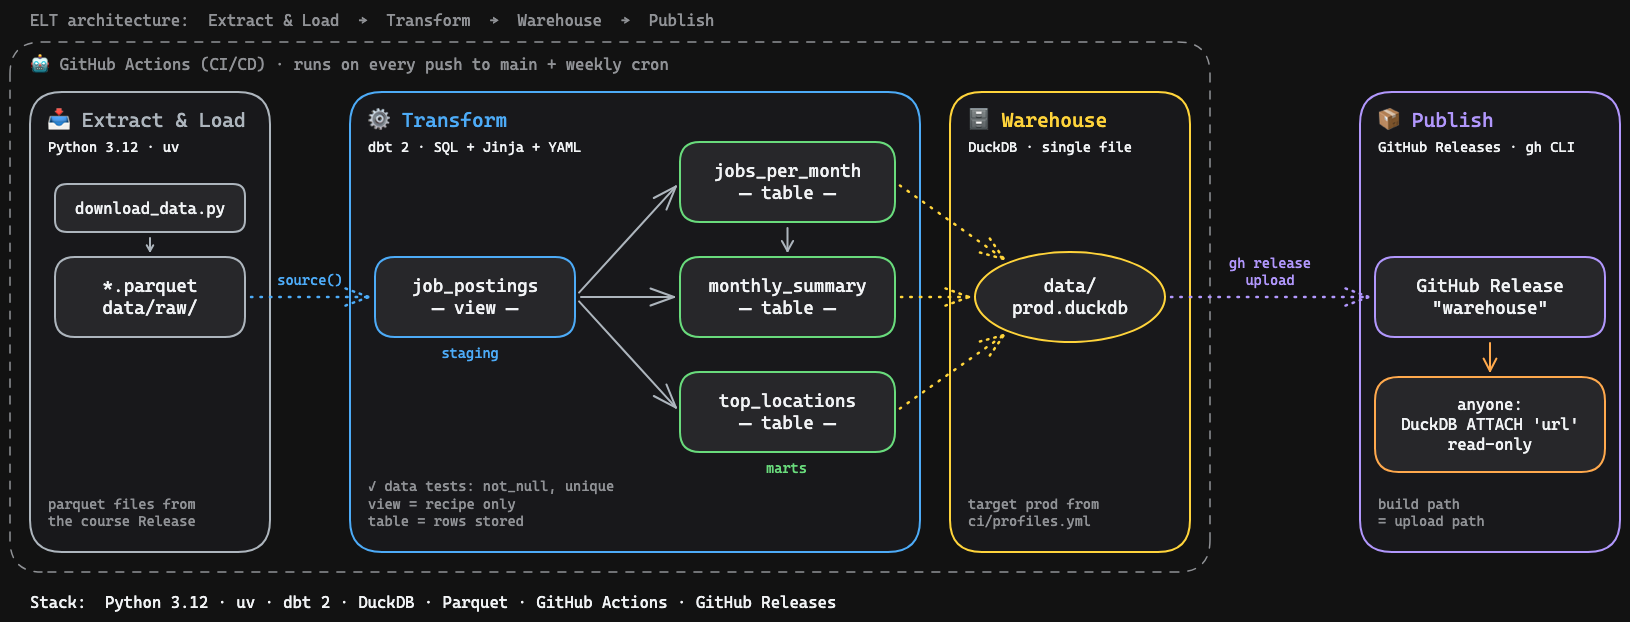 ELT architecture: Extract & Load → Transform → Warehouse → Publish
GitHub Actions (CI/CD) · runs on every push to main + weekly cron
Extract & Load
Python 3.12 · uv
download_data.py
*.parquet
data/raw/
parquet files from
the course Release
source()
Transform
dbt 2 · SQL + Jinja + YAML
job_postings
— view —
staging
jobs_per_month
— table —
monthly_summary
— table —
top_locations
— table —
marts
✓ data tests: not_null, unique
view = recipe only
table = rows stored
Warehouse
DuckDB · single file
data/
prod.duckdb
target prod from
ci/profiles.yml
gh release
upload
Publish
GitHub Releases · gh CLI
GitHub Release
"warehouse"
anyone:
DuckDB ATTACH 'url'
read-only
build path
= upload path
Stack: Python 3.12 · uv · dbt 2 · DuckDB · Parquet · GitHub Actions · GitHub Releases